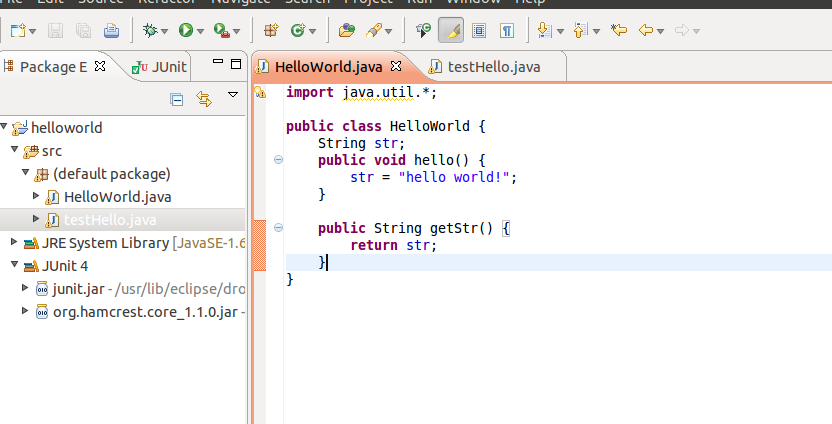 Source Refactor Navigate Search Project Run Window Help
Package E JUnit
HelloWorld.java testHello.java
helloworld
src
(default package)
HelloWorld.java
testHello.java
JRE System Library [JavaSE-1.6
JUnit 4
junit.jar - /usr/lib/eclipse/dro
org.hamcrest.core_1.1.0.jar -
import java.util.*;
public class HelloWorld {
String str;
public void hello() {
str = "hello world!";
}
public String getStr() {
return str;
}
}